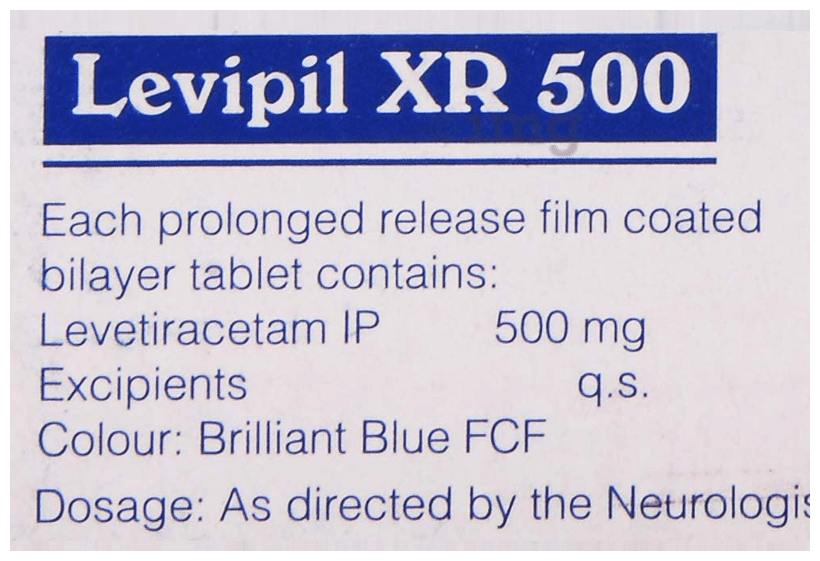 Levipil XR 500
Each prolonged release film coated
bilayer tablet contains:
Levetiracetam IP 500 mg
Excipients q.s.
Colour: Brilliant Blue FCF
Dosage: As directed by the Neurologis